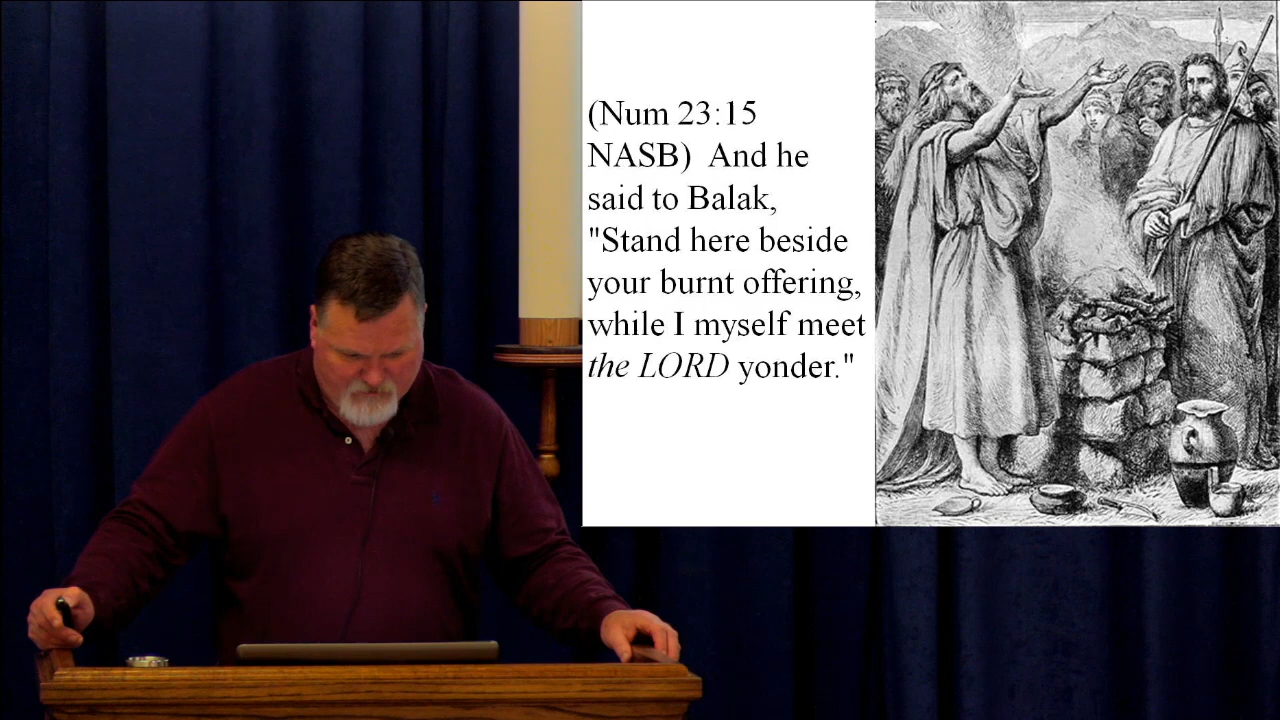 (Num 23:15
NASB)  And he
said to Balak,
"Stand here beside
your burnt offering,
while I myself meet
the LORD yonder."